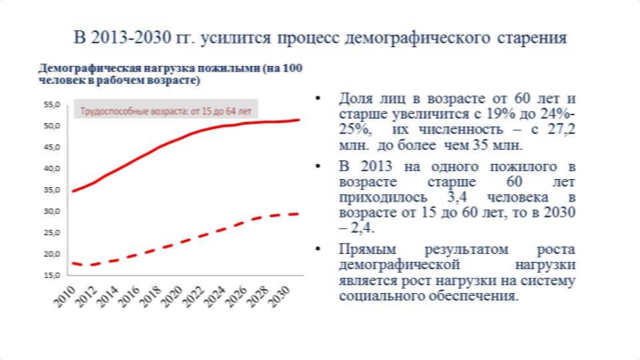 В 2013-2030 гг. усилится процесс демографического старения
Демографическая нагрузка пожилыми (на 100
человек в рабочем возрасте)
55,0
50,0
45,0
40,0
35,0
30,0
25,0
20,0
15,0
Трудоспособные возраста: от 15 до 64 лет
2010
2012
2014
2016
2018
2020
2022
2024
2026
2028
2030
• Доля лиц в возрасте от 60 лет и
старше увеличится с 19% до 24%-
25%, их численность – с 27,2
млн. до более чем 35 млн.
• В 2013 на одного пожилого в
возрасте старше 60 лет
приходилось 3,4 человека в
возрасте от 15 до 60 лет, то в 2030
– 2,4.
• Прямым результатом роста
демографической нагрузки
является рост нагрузки на систему
социального обеспечения.